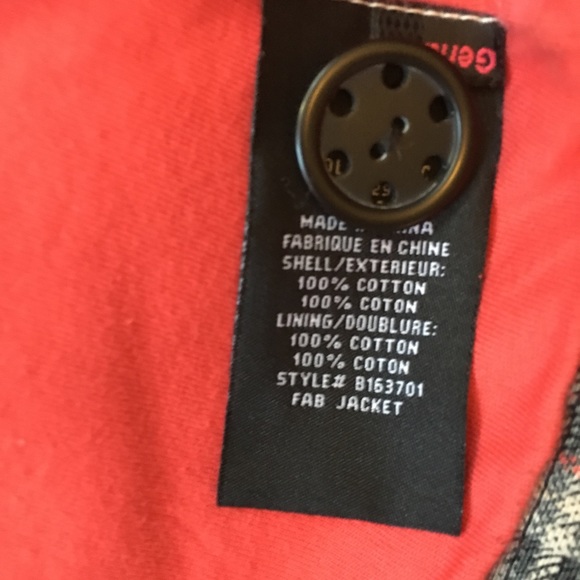 MADE
FABRIQUE EN CHINE
SHELL/EXTERIEUR:
100% COTTON
100% COTON
LINING/DOUBLURE:
100% COTTON
100% COTON
STYLE# B163701
FAB JACKET